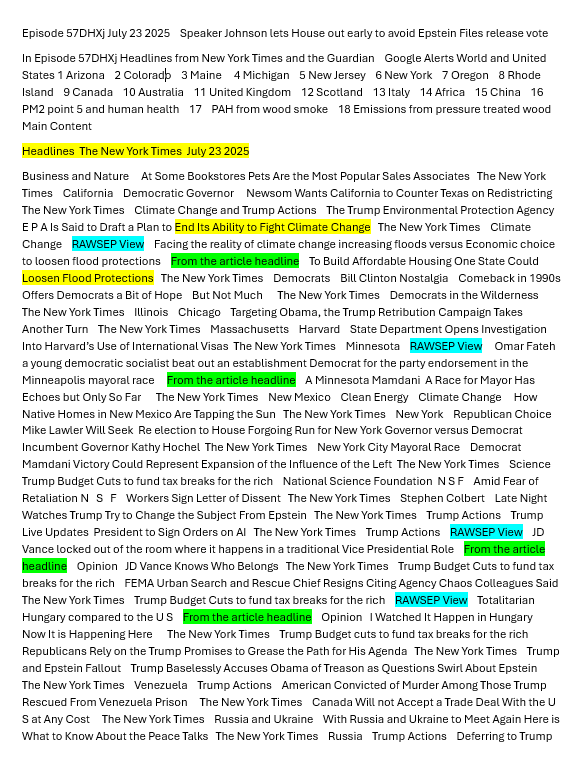 Episode 57DHXj July 23 2025 Speaker Johnson lets House out early to avoid Epstein Files release vote
In Episode 57DHXj Headlines from New York Times and the Guardian Google Alerts World and United
States 1 Arizona 2 Colorado 3 Maine 4 Michigan 5 New Jersey 6 New York 7 Oregon 8 Rhode
Island 9 Canada 10 Australia 11 United Kingdom 12 Scotland 13 Italy 14 Africa 15 China 16
PM2 point 5 and human health 17 PAH from wood smoke 18 Emissions from pressure treated wood
Main Content
Headlines The New York Times July 23 2025
Business and Nature At Some Bookstores Pets Are the Most Popular Sales Associates The New York
Times California Democratic Governor Newsom Wants California to Counter Texas on Redistricting
The New York Times Climate Change and Trump Actions The Trump Environmental Protection Agency
E P A Is Said to Draft a Plan to End Its Ability to Fight Climate Change The New York Times Climate
Change RAWSEP View Facing the reality of climate change increasing floods versus Economic choice
to loosen flood protections From the article headline To Build Affordable Housing One State Could
Loosen Flood Protections The New York Times Democrats Bill Clinton Nostalgia Comeback in 1990s
Offers Democrats a Bit of Hope But Not Much The New York Times Democrats in the Wilderness
The New York Times Illinois Chicago Targeting Obama, the Trump Retribution Campaign Takes
Another Turn The New York Times Massachusetts Harvard State Department Opens Investigation
Into Harvard's Use of International Visas The New York Times Minnesota RAWSEP View Omar Fateh
a young democratic socialist beat out an establishment Democrat for the party endorsement in the
Minneapolis mayoral race From the article headline A Minnesota Mamdani A Race for Mayor Has
Echoes but Only So Far The New York Times New Mexico Clean Energy Climate Change How
Native Homes in New Mexico Are Tapping the Sun The New York Times New York Republican Choice
Mike Lawler Will Seek Re election to House Forgoing Run for New York Governor versus Democrat
Incumbent Governor Kathy Hochel The New York Times New York City Mayoral Race Democrat
Mamdani Victory Could Represent Expansion of the Influence of the Left The New York Times Science
Trump Budget Cuts to fund tax breaks for the rich National Science Foundation N S F Amid Fear of
Retaliation N S F Workers Sign Letter of Dissent The New York Times Stephen Colbert Late Night
Watches Trump Try to Change the Subject From Epstein The New York Times Trump Actions Trump
Live Updates President to Sign Orders on AI The New York Times Trump Actions RAWSEP View JD
Vance locked out of the room where it happens in a traditional Vice Presidential Role From the article
headline Opinion JD Vance Knows Who Belongs The New York Times Trump Budget Cuts to fund tax
breaks for the rich FEMA Urban Search and Rescue Chief Resigns Citing Agency Chaos Colleagues Said
The New York Times Trump Budget Cuts to fund tax breaks for the rich RAWSEP View Totalitarian
Hungary compared to the U S From the article headline Opinion I Watched It Happen in Hungary
Now It is Happening Here The New York Times Trump Budget cuts to fund tax breaks for the rich
Republicans Rely on the Trump Promises to Grease the Path for His Agenda The New York Times Trump
and Epstein Fallout Trump Baselessly Accuses Obama of Treason as Questions Swirl About Epstein
The New York Times Venezuela Trump Actions American Convicted of Murder Among Those Trump
Rescued From Venezuela Prison The New York Times Canada Will not Accept a Trade Deal With the U
S at Any Cost The New York Times Russia and Ukraine With Russia and Ukraine to Meet Again Here is
What to Know About the Peace Talks The New York Times Russia Trump Actions Deferring to Trump